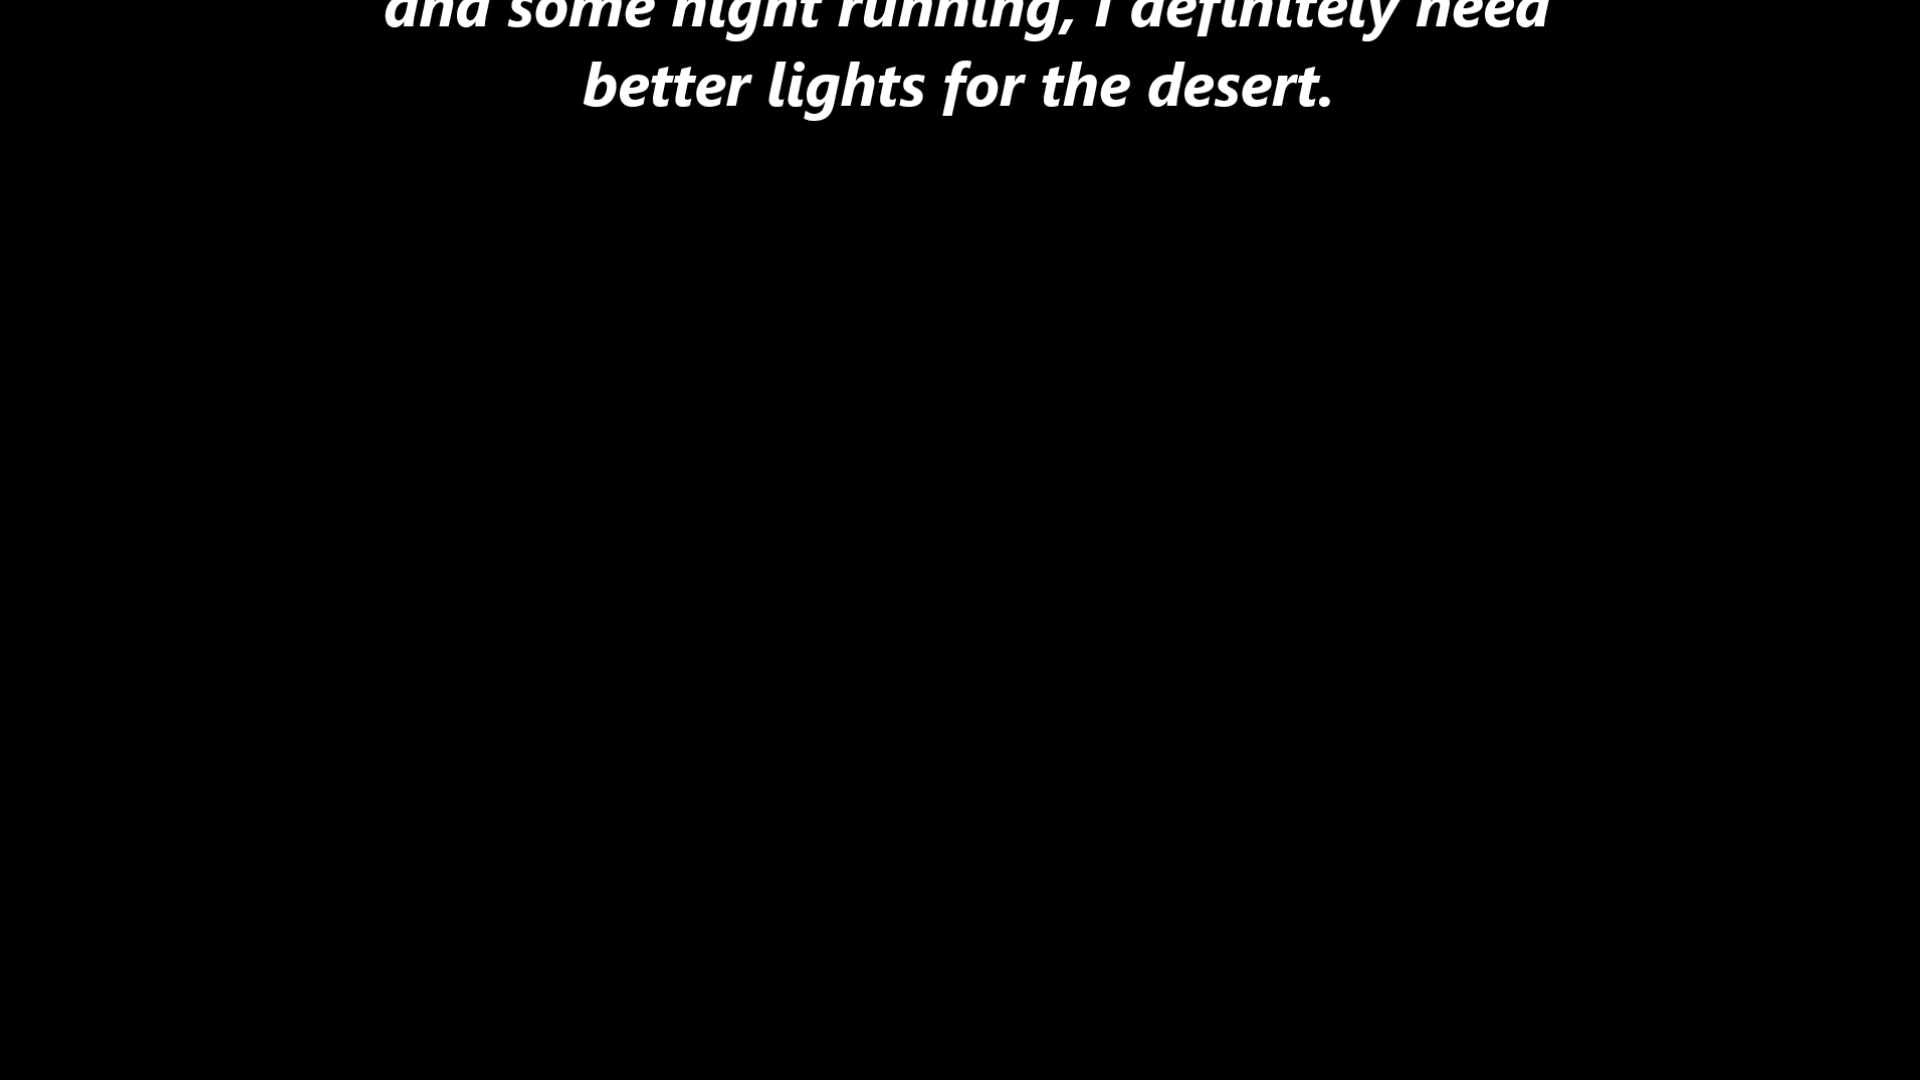 and some night running, I definitely need
better lights for the desert.